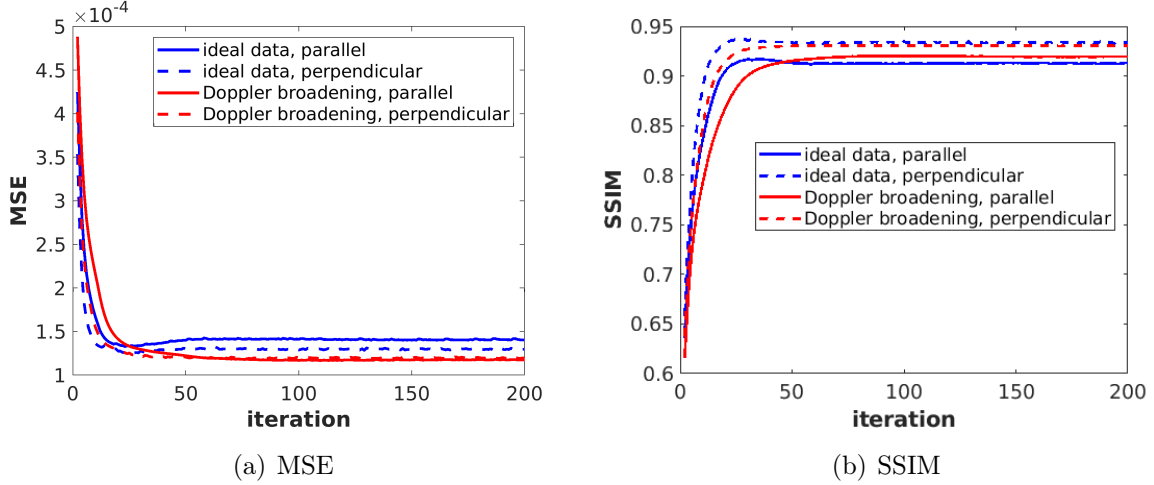 ×10⁻⁴
5
4.5
4
3.5
3
2.5
2
1.5
1
MSE
ideal data, parallel
ideal data, perpendicular
Doppler broadening, parallel
Doppler broadening, perpendicular
0
50
100
150
200
iteration
(a) MSE
0.95
0.9
0.85
0.8
0.75
0.7
0.65
0.6
SSIM
ideal data, parallel
ideal data, perpendicular
Doppler broadening, parallel
Doppler broadening, perpendicular
0
50
100
150
200
iteration
(b) SSIM